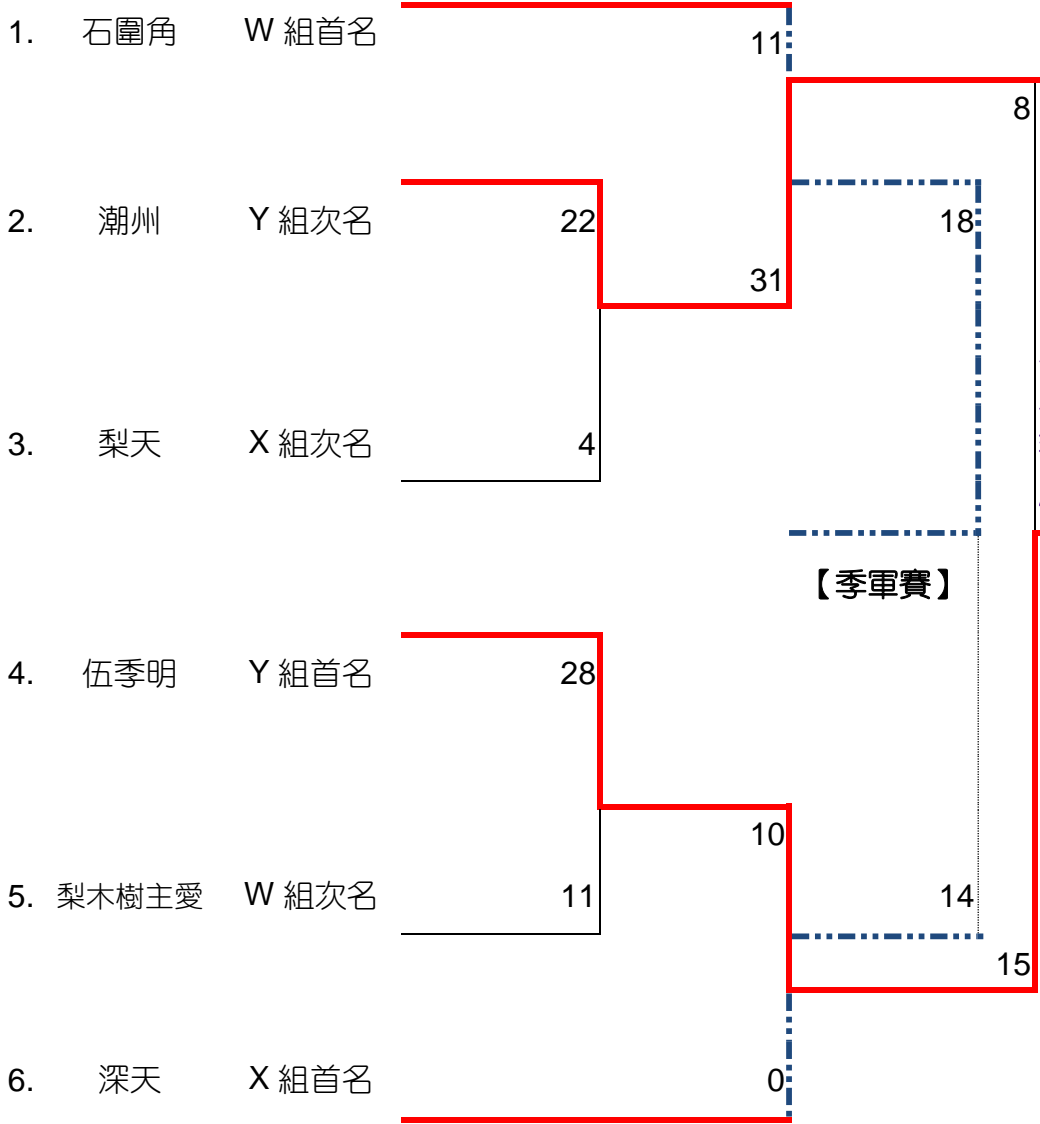 1. 石圍角 W 組首名
11
8
2. 潮州 Y 組次名 22 18
31
3. 梨天 X 組次名 4
【季軍賽】
4. 伍季明 Y 組首名 28
10
5. 梨木樹主愛 W 組次名 11 14
15
6. 深天 X 組首名 0